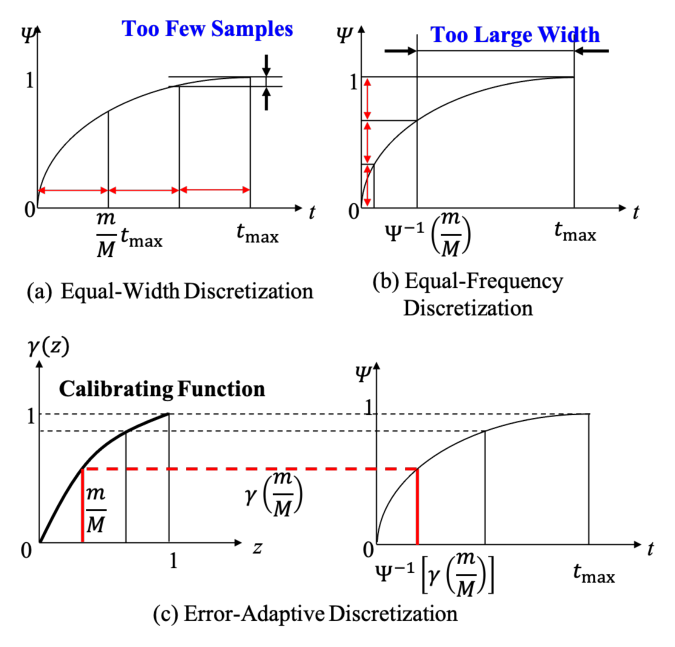 Ψ
Too Few Samples
1
0
m/M t_max
t_max
t
(a) Equal-Width Discretization
Ψ
Too Large Width
1
0
Ψ⁻¹(m/M)
t_max
t
(b) Equal-Frequency
Discretization
γ(z)
Calibrating Function
1
m/M
γ(m/M)
0
1
z
Ψ
1
0
Ψ⁻¹[γ(m/M)]
t_max
t
(c) Error-Adaptive Discretization